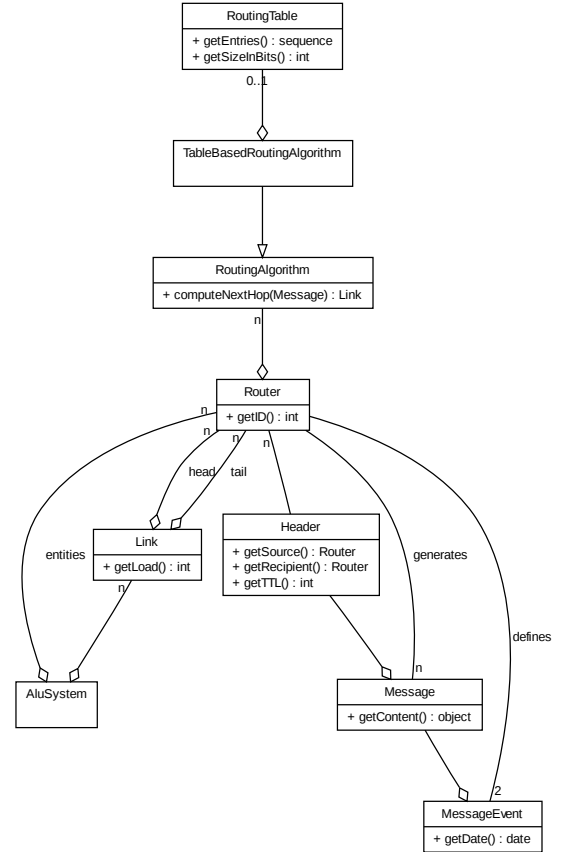 RoutingTable
+ getEntries() : sequence
+ getSizeInBits() : int
0..1
TableBasedRoutingAlgorithm
RoutingAlgorithm
+ computeNextHop(Message) : Link
n
Router
+ getID() : int
n
n
n
n
head
tail
Link
+ getLoad() : int
Header
+ getSource() : Router
+ getRecipient() : Router
+ getTTL() : int
entities
generates
n
defines
n
AluSystem
Message
+ getContent() : object
2
MessageEvent
+ getDate() : date